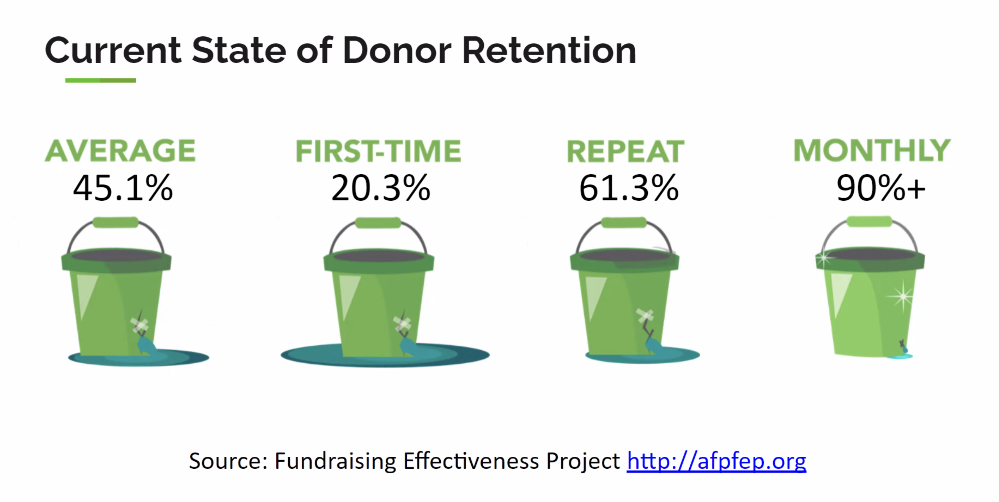 Current State of Donor Retention
AVERAGE
45.1%
FIRST-TIME
20.3%
REPEAT
61.3%
MONTHLY
90%+
Source: Fundraising Effectiveness Project http://afpfep.org